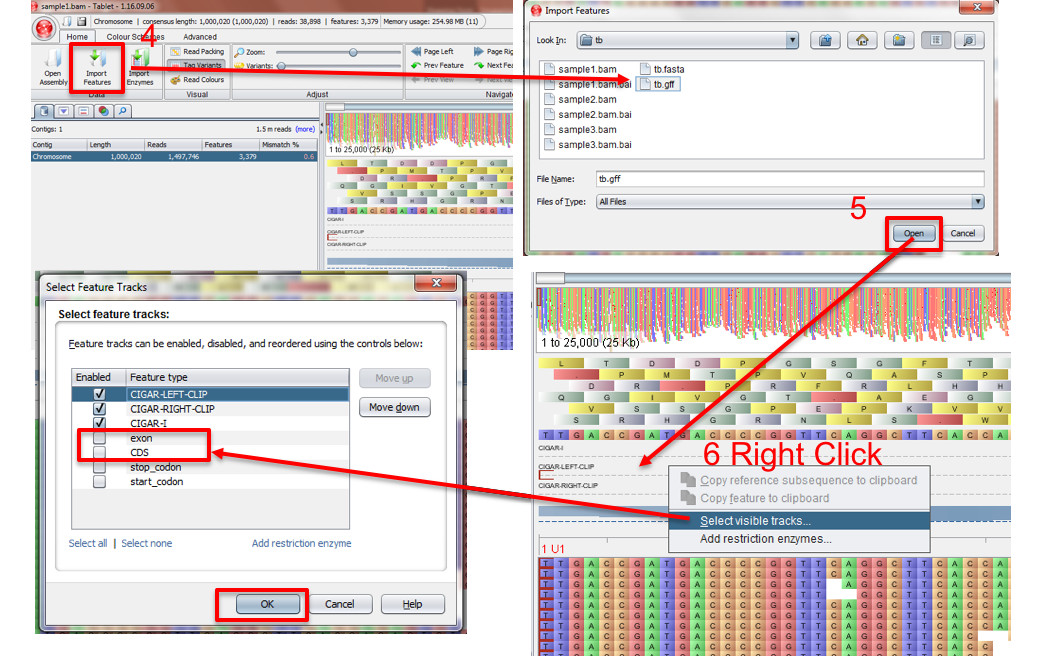 sample1.bam - Tablet - 1.16.09.06
Chromosome | consensus length: 1,000,020 (1,000,020) | reads: 38,898 | features: 3,379 | Memory usage: 254.98 MB (11)
Home Colour Schemes Advanced
4
Open Assembly
Import Features
Import Enzymes
Data
Read Packing
Tag Variants
Read Colours
Visual
Zoom:
Variants:
Adjust
Page Left
Prev Feature
Prev View
Page Rig
Next Fea
Navigate
Contigs: 1
1.5 m reads (more)
Contig Length Reads Features Mismatch %
Chromosome 1,000,020 1,497,746 3,379 0.6
1 to 25,000 (25 Kb)
T T G A C C G A T G A C C C C G G T T
CIGAR-I
CIGAR-LEFT-CLIP
CIGAR-RIGHT-CLIP
Import Features
Look In: tb
sample1.bam
sample1.bam.bai
sample2.bam
sample2.bam.bai
sample3.bam
sample3.bam.bai
tb.fasta
tb.gff
File Name: tb.gff
Files of Type: All Files
5
Open Cancel
Select Feature Tracks
Select feature tracks:
Feature tracks can be enabled, disabled, and reordered using the controls below:
Enabled Feature type
CIGAR-LEFT-CLIP
CIGAR-RIGHT-CLIP
CIGAR-I
exon
CDS
stop_codon
start_codon
Move up
Move down
Select all | Select none Add restriction enzyme
OK Cancel Help
1 to 25,000 (25 Kb)
L T D D P G S G F T
P M T P P V Q A S P
D R P R F R L H H
Q G I V Q T G N G T
V S S G P E P K V V
S R H G R N L S W
T T G A C C G A T G A C C C C G G T T C A G G C T T C A C C A
CIGAR-I
CIGAR-LEFT-CLIP
CIGAR-RIGHT-CLIP
6 Right Click
Copy reference subsequence to clipboard
Copy feature to clipboard
Select visible tracks...
Add restriction enzymes...
1 U1
T T G A C C G A T G A C C C C G G T T C A G G C T T C A C C A